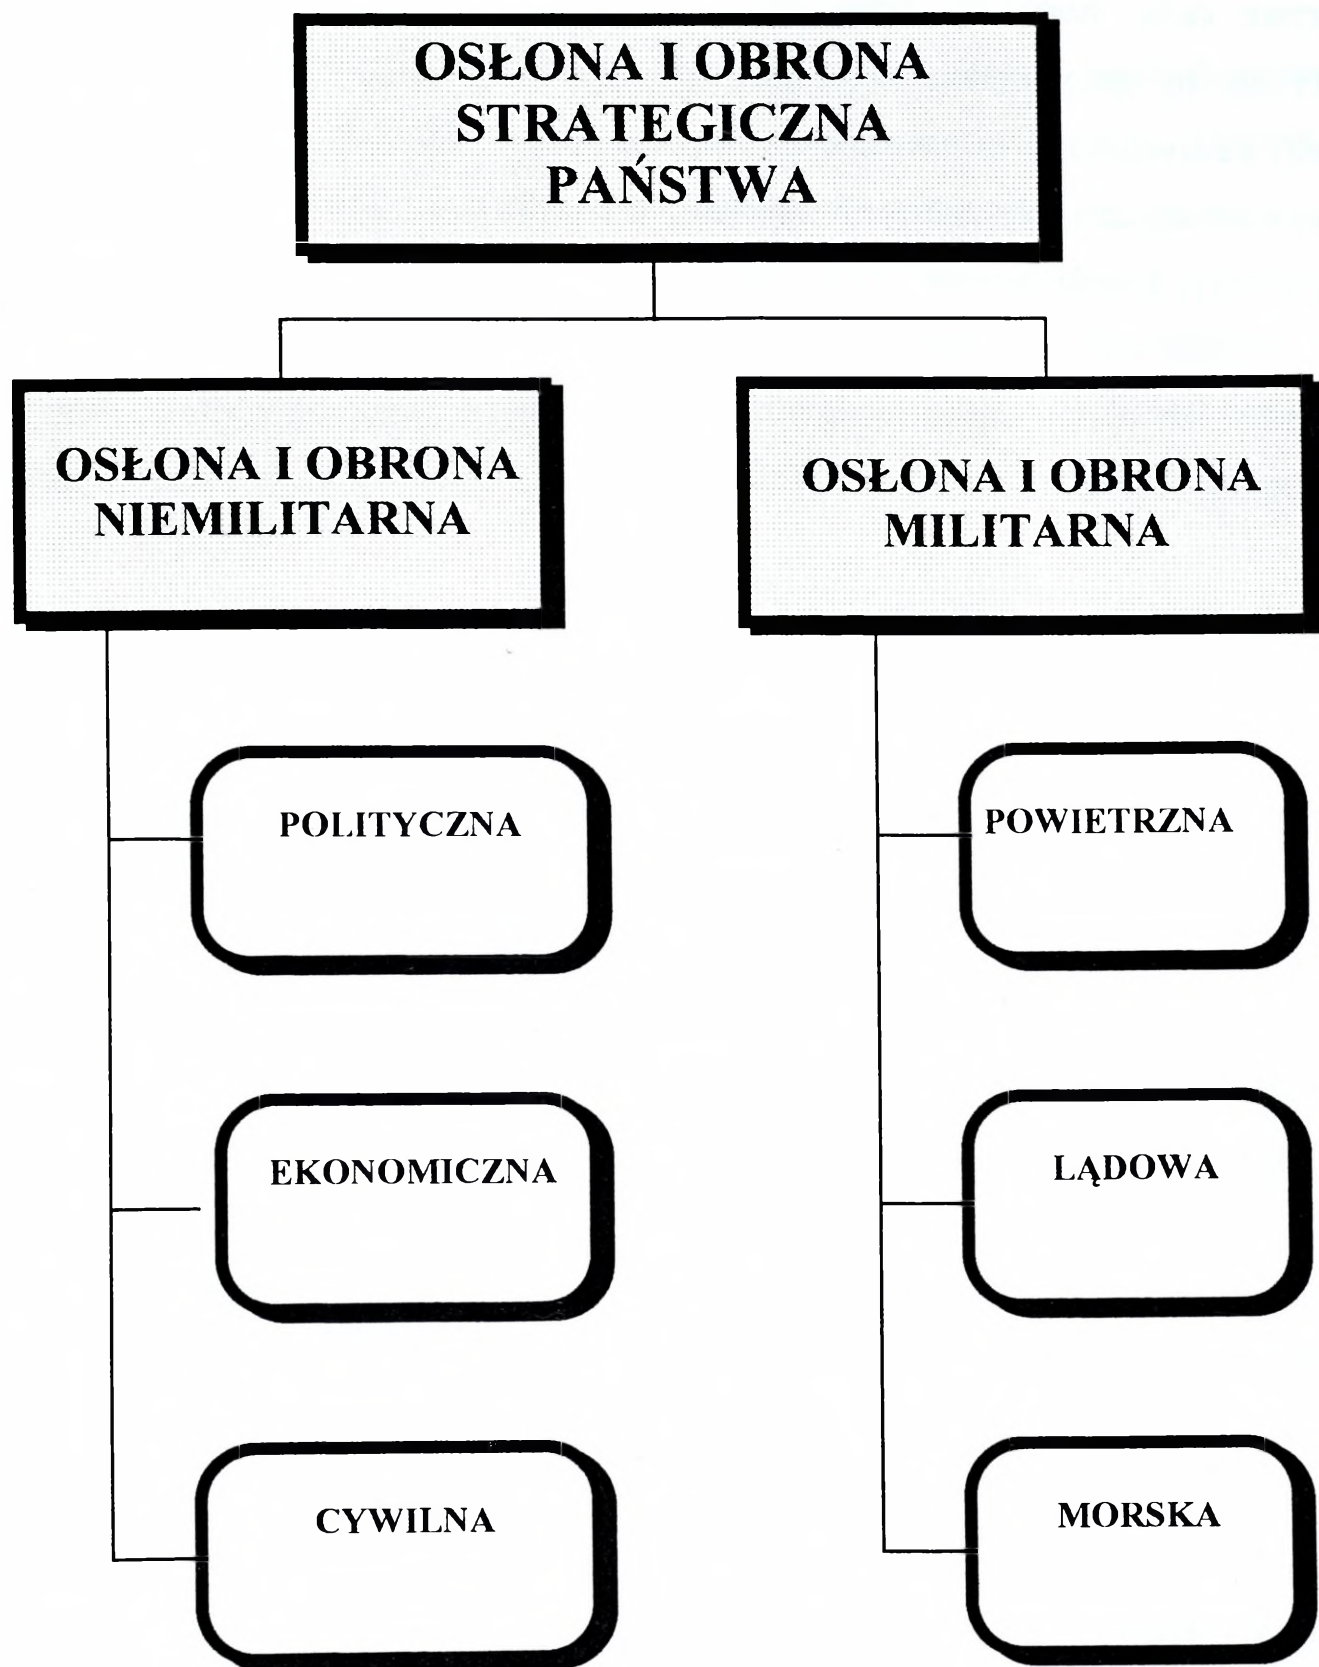 OSŁONA I OBRONA
STRATEGICZNA
PAŃSTWA
OSŁONA I OBRONA
NIEMILITARNA
OSŁONA I OBRONA
MILITARNA
POLITYCZNA
POWIETRZNA
EKONOMICZNA
LĄDOWA
CYWILNA
MORSKA